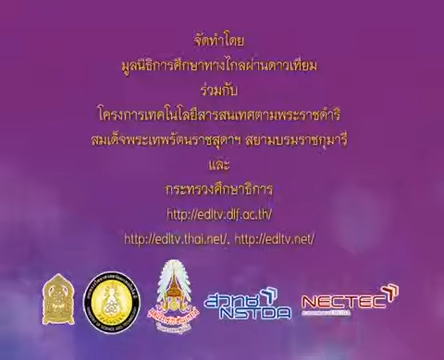 จัดทำโดย
มูลนิธิการศึกษาทางไกลผ่านดาวเทียม
ร่วมกับ
โครงการเทคโนโลยีสารสนเทศตามพระราชดำริ
สมเด็จพระเทพรัตนราชสุดาฯ สยามบรมราชกุมารี
และ
กระทรวงศึกษาธิการ
http://edltv.dlf.ac.th/
http://edltv.thai.net/, http://edltv.net/
สวทช
NSTDA
NECTEC